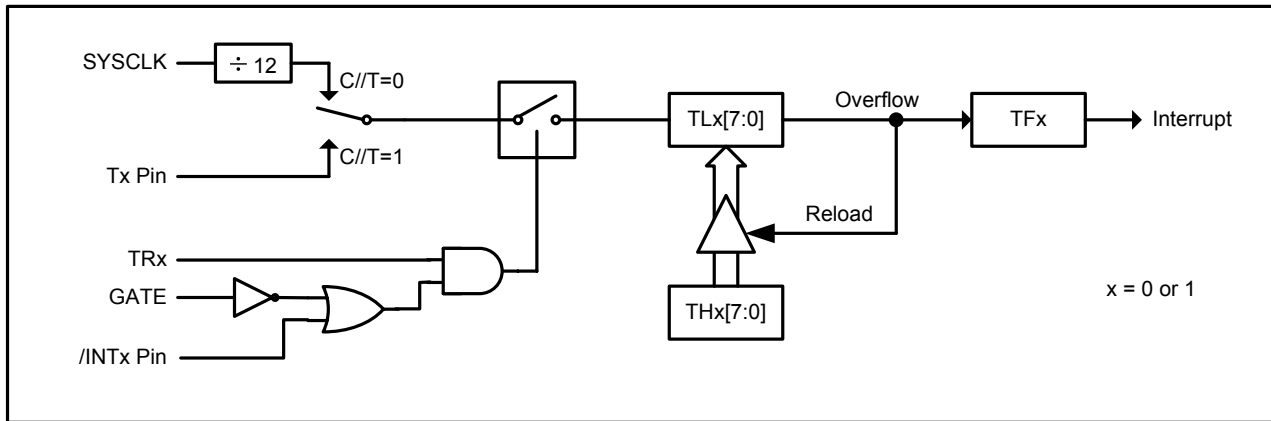 SYSCLK
÷ 12
C//T=0
C//T=1
Tx Pin
TRx
GATE
/INTx Pin
TLx[7:0]
Overflow
TFx
Interrupt
Reload
THx[7:0]
x = 0 or 1